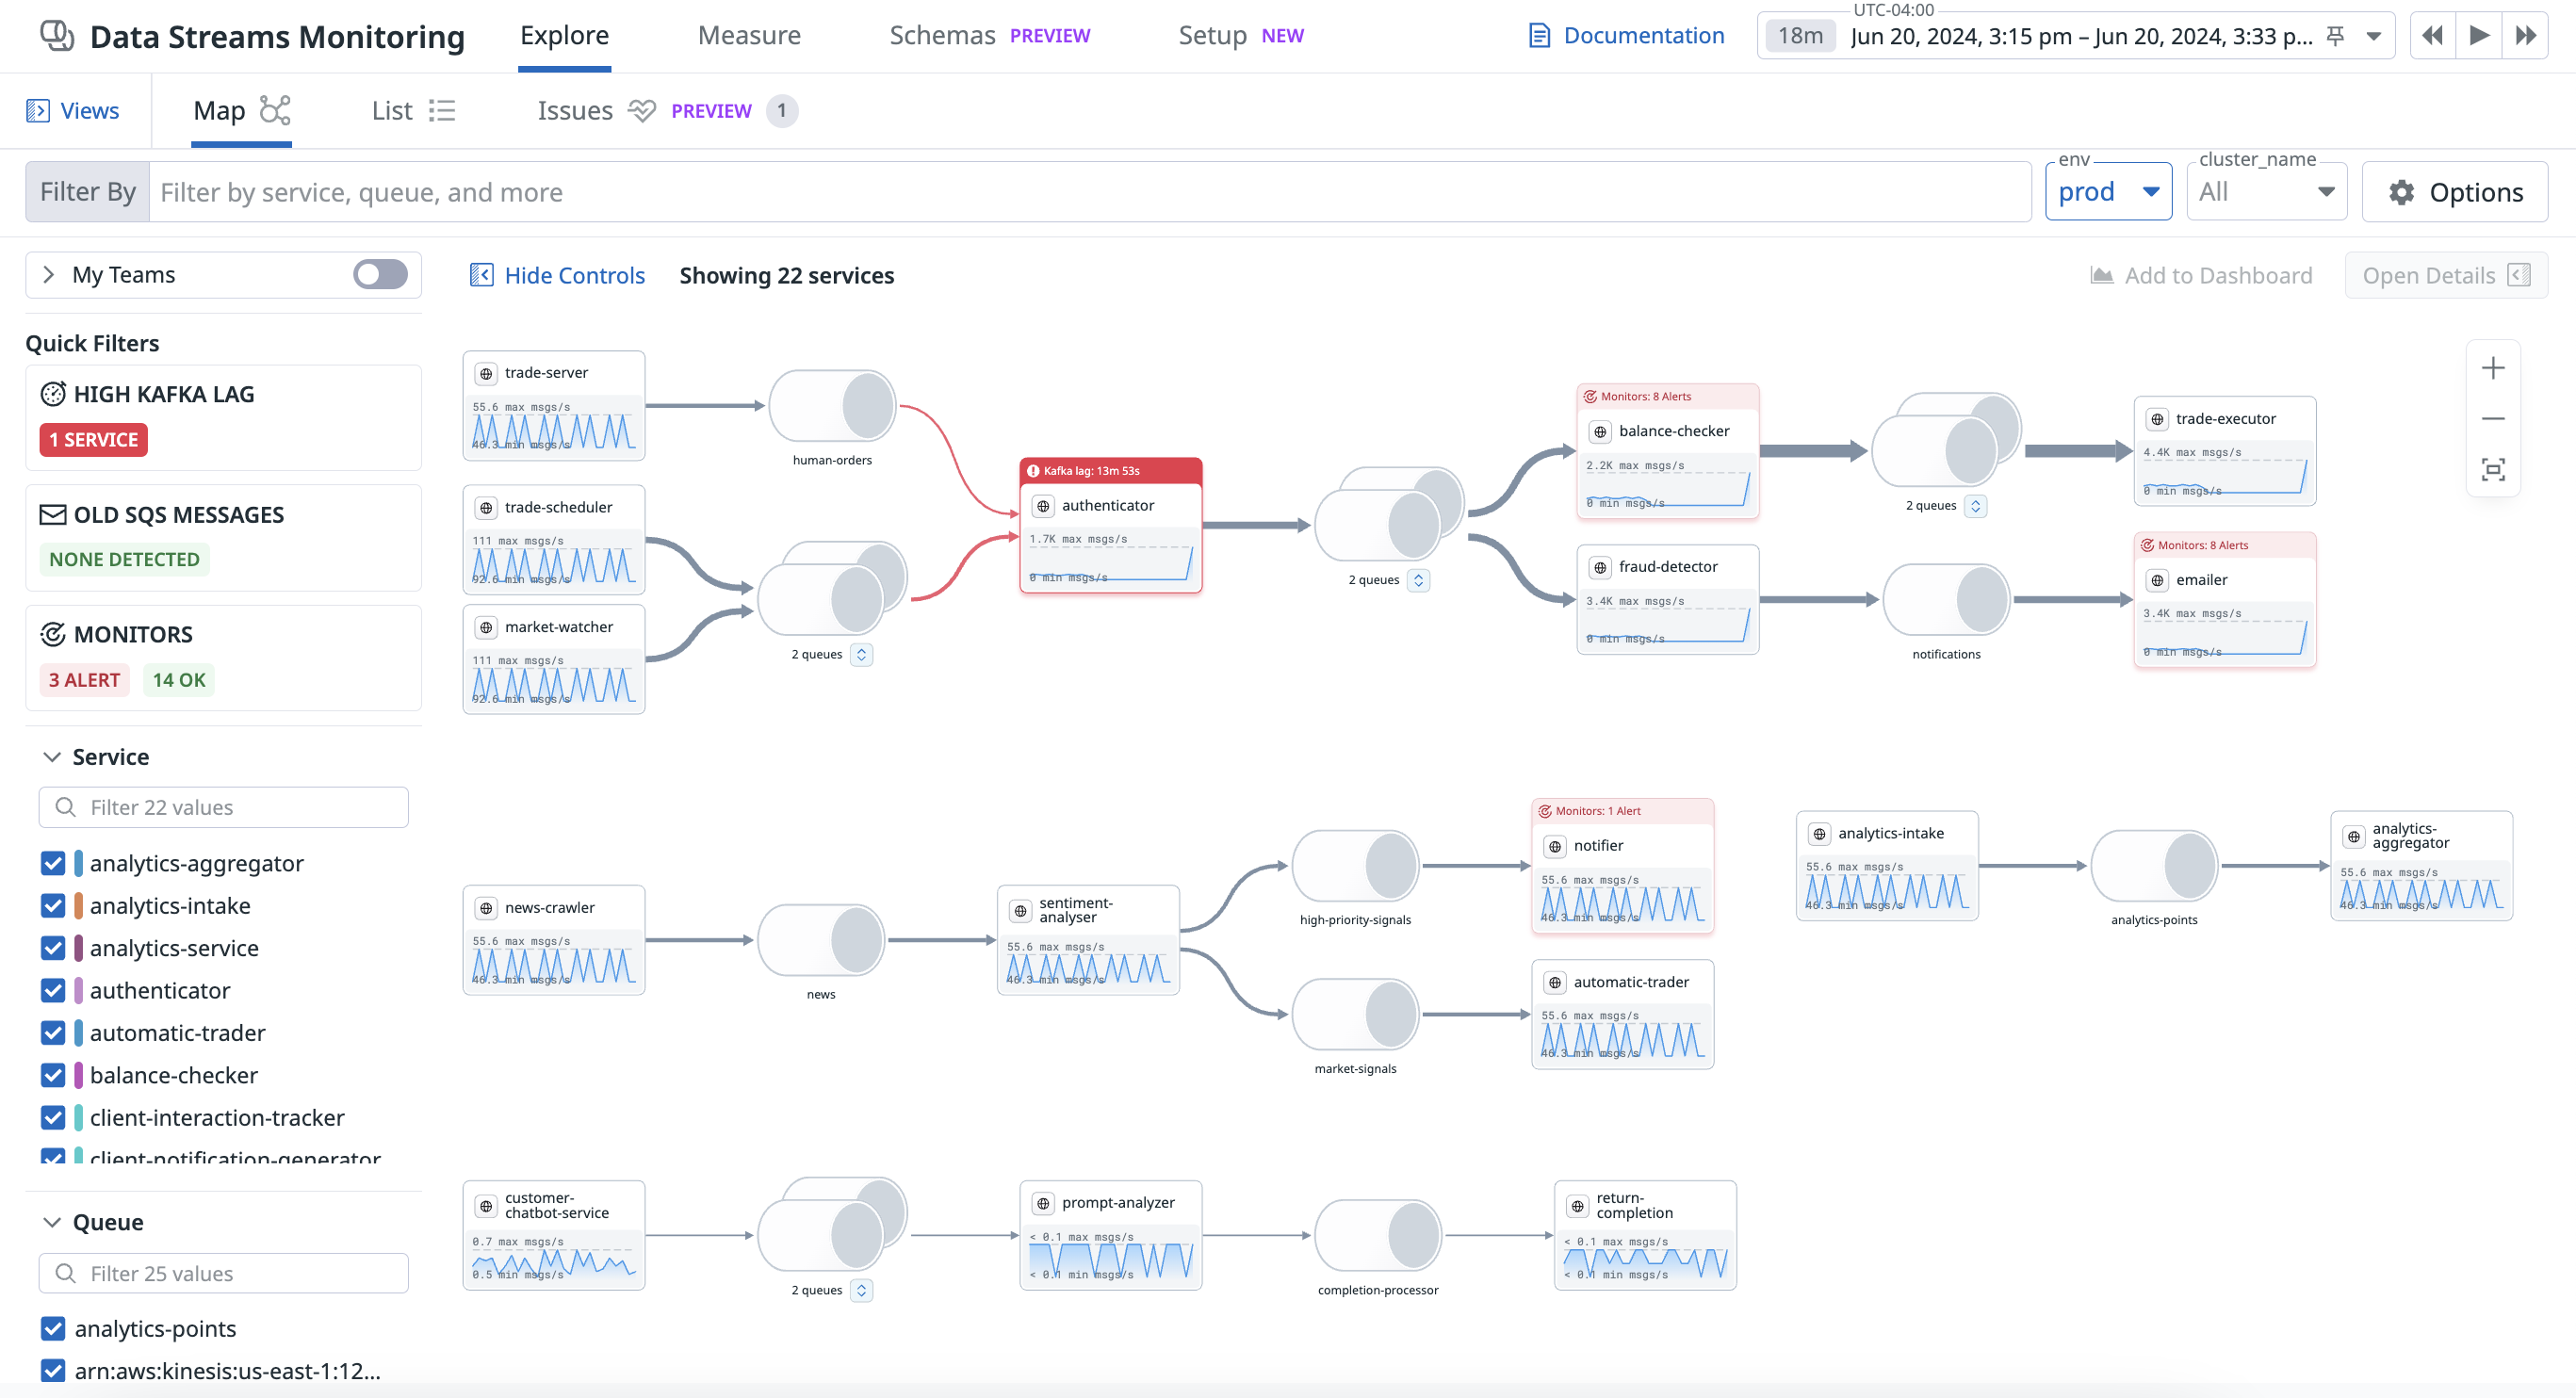 Data Streams Monitoring
Explore
Measure
Schemas PREVIEW
Setup NEW
Documentation
UTC-04:00
18m Jun 20, 2024, 3:15 pm – Jun 20, 2024, 3:33 p...
Views
Map
List
Issues PREVIEW 1
Filter By Filter by service, queue, and more
env
prod
cluster_name
All
Options
My Teams
Hide Controls
Showing 22 services
Add to Dashboard
Open Details
Quick Filters
HIGH KAFKA LAG
1 SERVICE
OLD SQS MESSAGES
NONE DETECTED
MONITORS
3 ALERT 14 OK
Service
Filter 22 values
analytics-aggregator
analytics-intake
analytics-service
authenticator
automatic-trader
balance-checker
client-interaction-tracker
client-notification-generator
Queue
Filter 25 values
analytics-points
arn:aws:kinesis:us-east-1:12...
trade-server
55.6 max msgs/s
46.3 min msgs/s
human-orders
trade-scheduler
111 max msgs/s
92.6 min msgs/s
market-watcher
111 max msgs/s
92.6 min msgs/s
2 queues
Kafka lag: 13m 53s
authenticator
1.7K max msgs/s
0 min msgs/s
2 queues
Monitors: 8 Alerts
balance-checker
2.2K max msgs/s
0 min msgs/s
fraud-detector
3.4K max msgs/s
0 min msgs/s
2 queues
notifications
trade-executor
4.4K max msgs/s
0 min msgs/s
Monitors: 8 Alerts
emailer
3.4K max msgs/s
0 min msgs/s
news-crawler
55.6 max msgs/s
46.3 min msgs/s
news
sentiment-
analyser
55.6 max msgs/s
46.3 min msgs/s
high-priority-signals
market-signals
Monitors: 1 Alert
notifier
55.6 max msgs/s
46.3 min msgs/s
automatic-trader
55.6 max msgs/s
46.3 min msgs/s
analytics-intake
55.6 max msgs/s
46.3 min msgs/s
analytics-points
analytics-
aggregator
55.6 max msgs/s
46.3 min msgs/s
customer-
chatbot-service
0.7 max msgs/s
0.5 min msgs/s
2 queues
prompt-analyzer
< 0.1 max msgs/s
< 0.1 min msgs/s
completion-processor
return-
completion
< 0.1 max msgs/s
< 0.1 min msgs/s